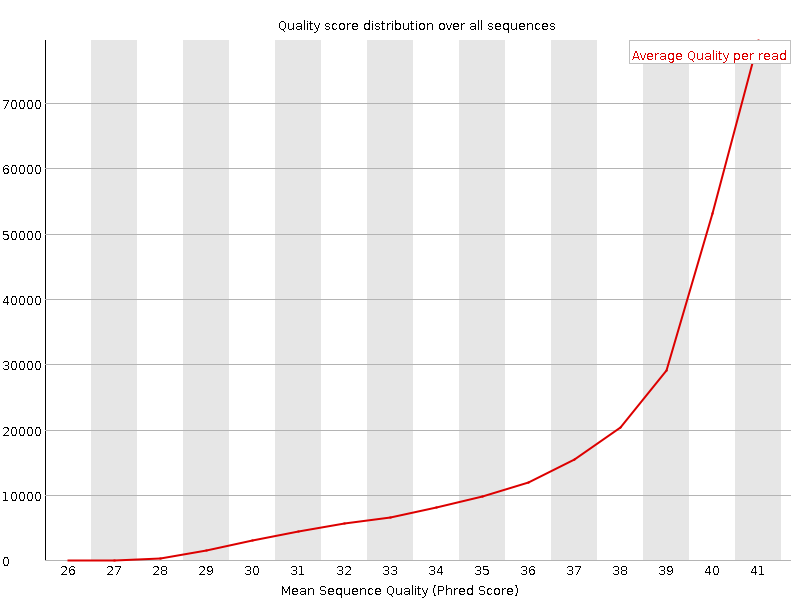 Quality score distribution over all sequences
Average Quality per read
70000
60000
50000
40000
30000
20000
10000
0
26 27 28 29 30 31 32 33 34 35 36 37 38 39 40 41
Mean Sequence Quality (Phred Score)